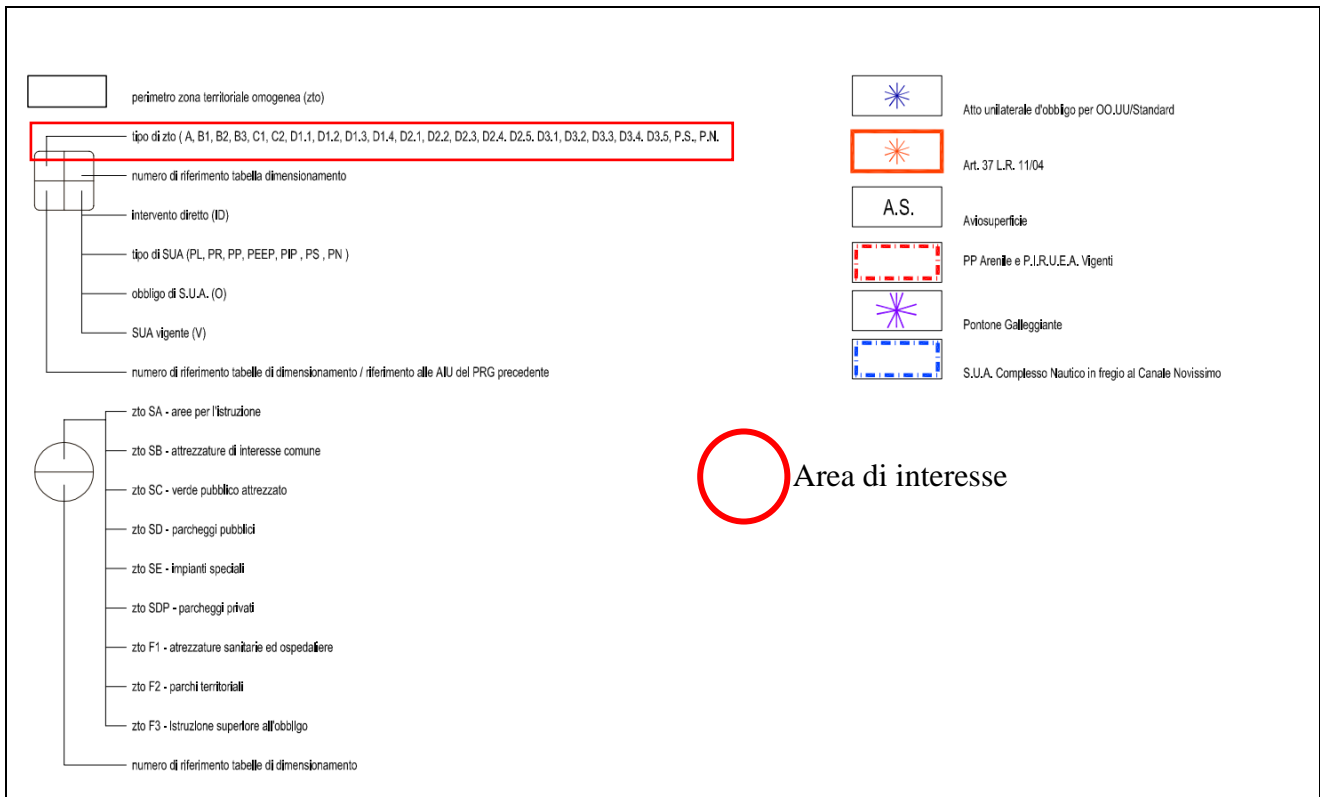 perimetro zona territoriale omogenea (zto)
tipo di zto ( A, B1, B2, B3, C1, C2, D1.1, D1.2, D1.3, D1.4, D2.1, D2.2, D2.3, D2.4. D2.5. D3.1, D3.2, D3.3, D3.4. D3.5, P.S., P.N.
numero di riferimento tabella dimensionamento
intervento diretto (ID)
tipo di SUA (PL, PR, PP, PEEP, PIP , PS , PN )
obbligo di S.U.A. (O)
SUA vigente (V)
numero di riferimento tabelle di dimensionamento / riferimento alle AIU del PRG precedente
zto SA - aree per l'istruzione
zto SB - attrezzature di interesse comune
zto SC - verde pubblico attrezzato
zto SD - parcheggi pubblici
zto SE - impianti speciali
zto SDP - parcheggi privati
zto F1 - atrezzature sanitarie ed ospedaliere
zto F2 - parchi territoriali
zto F3 - Istruzione superiore all'obbligo
numero di riferimento tabelle di dimensionamento
Atto unilaterale d'obbligo per OO.UU/Standard
Art. 37 L.R. 11/04
A.S.
Aviosuperficie
PP Arenile e P.I.R.U.E.A. Vigenti
Pontone Galleggiante
S.U.A. Complesso Nautico in fregio al Canale Novissimo
Area di interesse